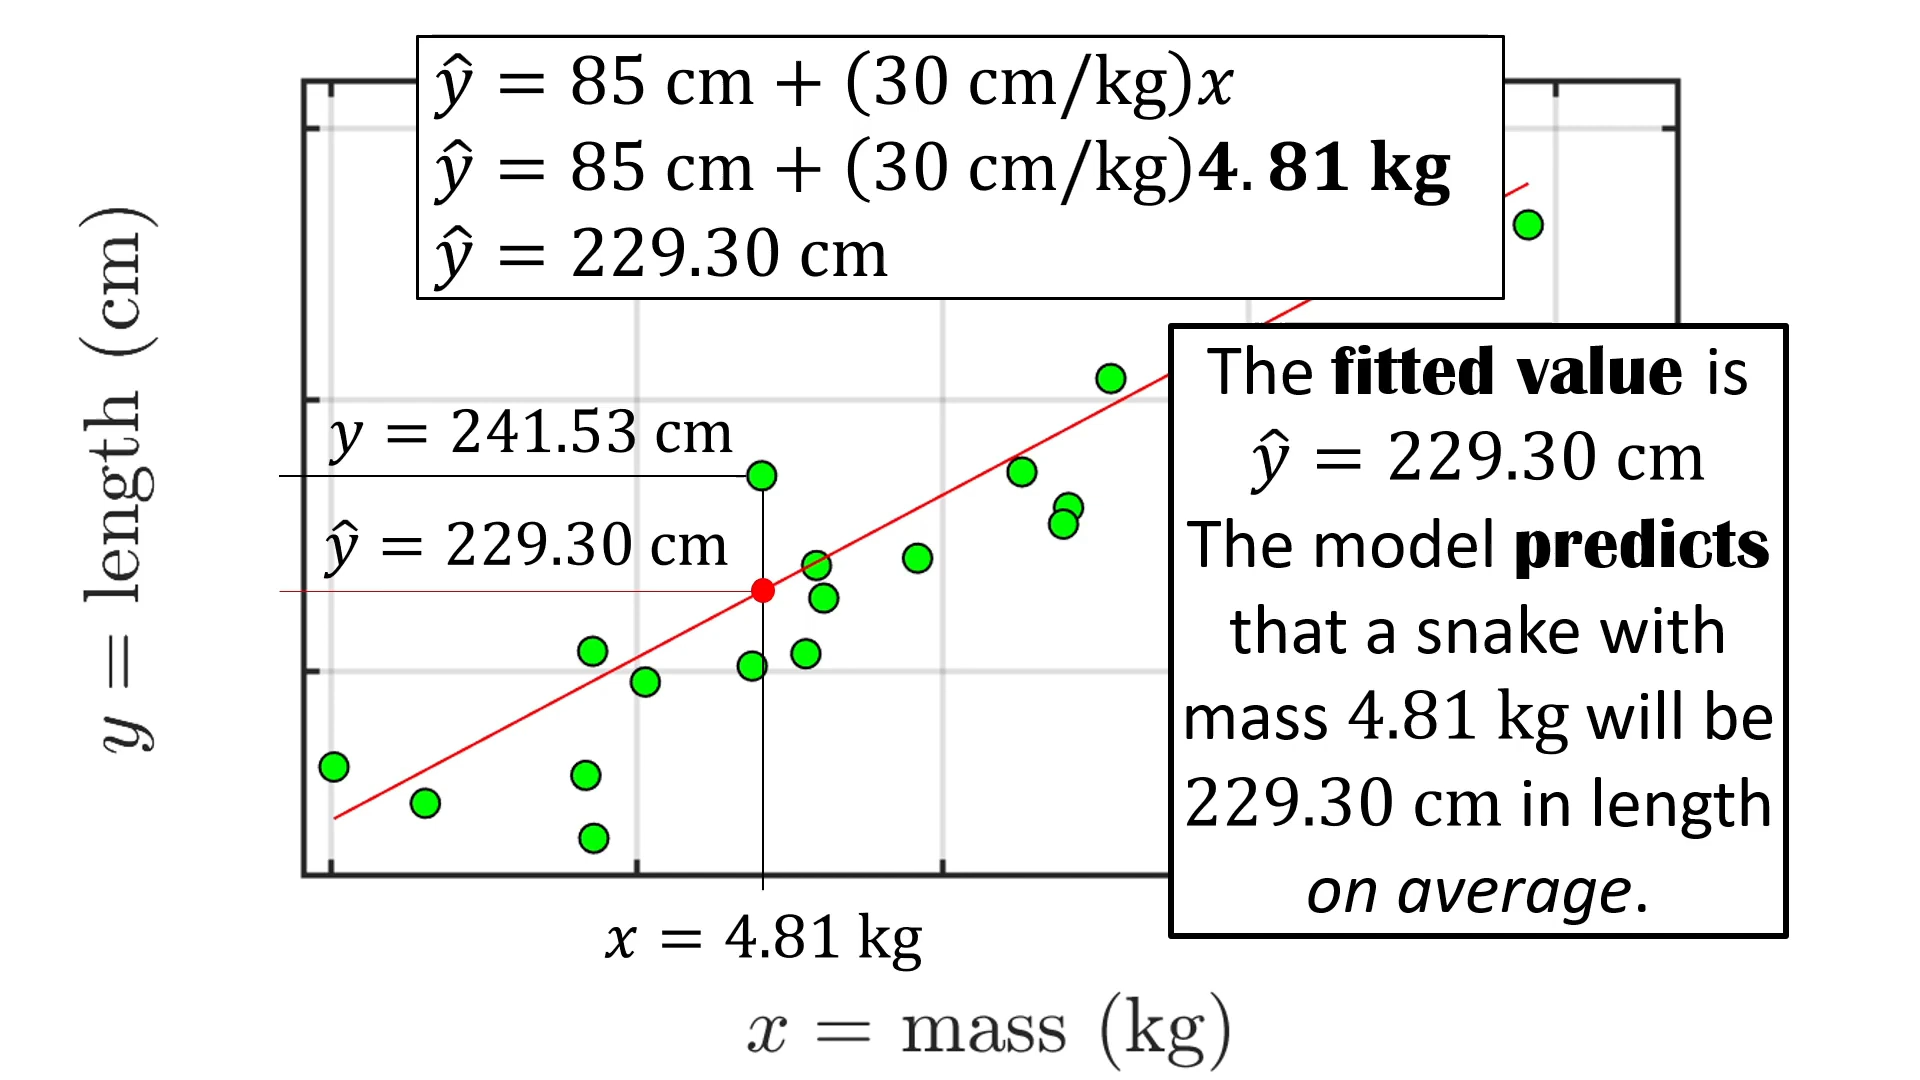 ŷ = 85 cm + (30 cm/kg)x
ŷ = 85 cm + (30 cm/kg)4.81 kg
ŷ = 229.30 cm
y = length (cm)
y = 241.53 cm
ŷ = 229.30 cm
The fitted value is
ŷ = 229.30 cm
The model predicts
that a snake with
mass 4.81 kg will be
229.30 cm in length
on average.
x = 4.81 kg
x = mass (kg)